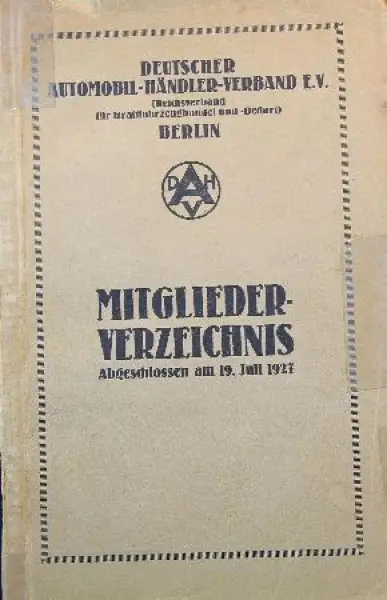 DEUTSCHER
AUTOMOBIL-HÄNDLER-VERBAND E.V.
(Reichsverband
für Kraftfahrzeughandel und -Bedarf)
BERLIN
DAHV
MITGLIEDER-
VERZEICHNIS
Abgeschlossen am 19. Juli 1927